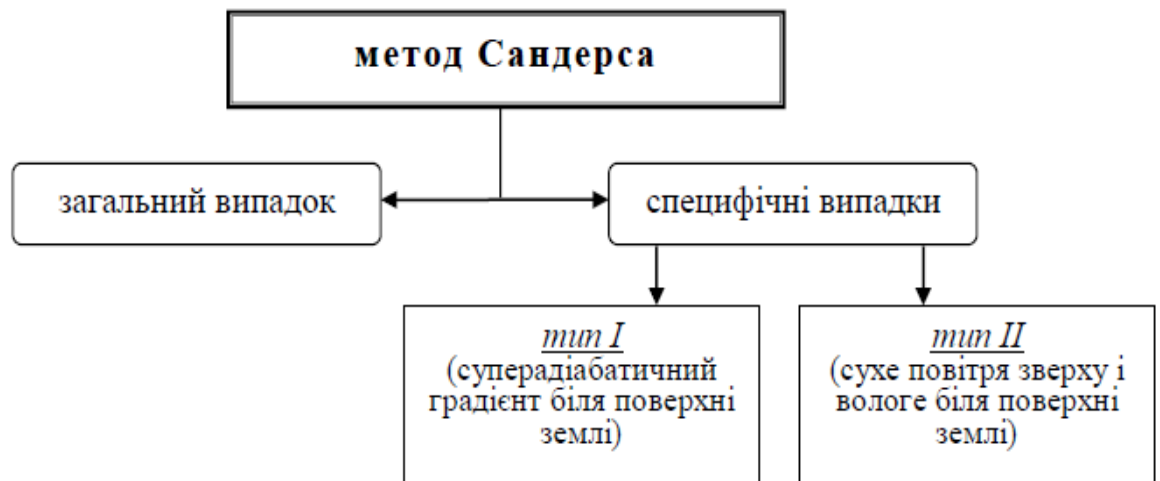 метод Сандерса
загальний випадок
специфічні випадки
тип І
(суперадіабатичний
градієнт біля поверхні
землі)
тип ІІ
(сухе повітря зверху і
вологе біля поверхні
землі)